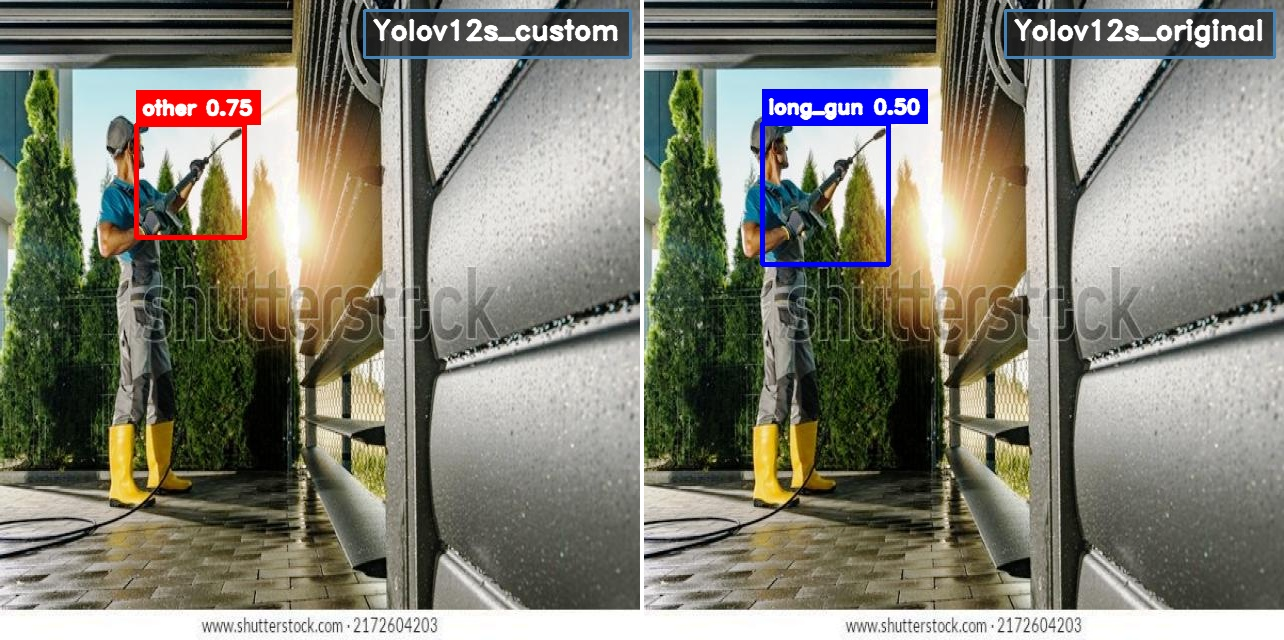 Yolov12s_custom
other 0.75
shutterstock
www.shutterstock.com · 2172604203
Yolov12s_original
long_gun 0.50
shutterstock
www.shutterstock.com · 2172604203